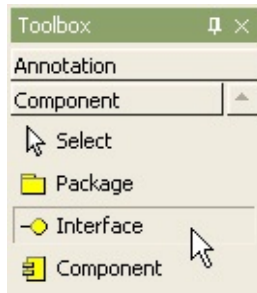 Toolbox
Annotation
Component
Select
Package
Interface
Component